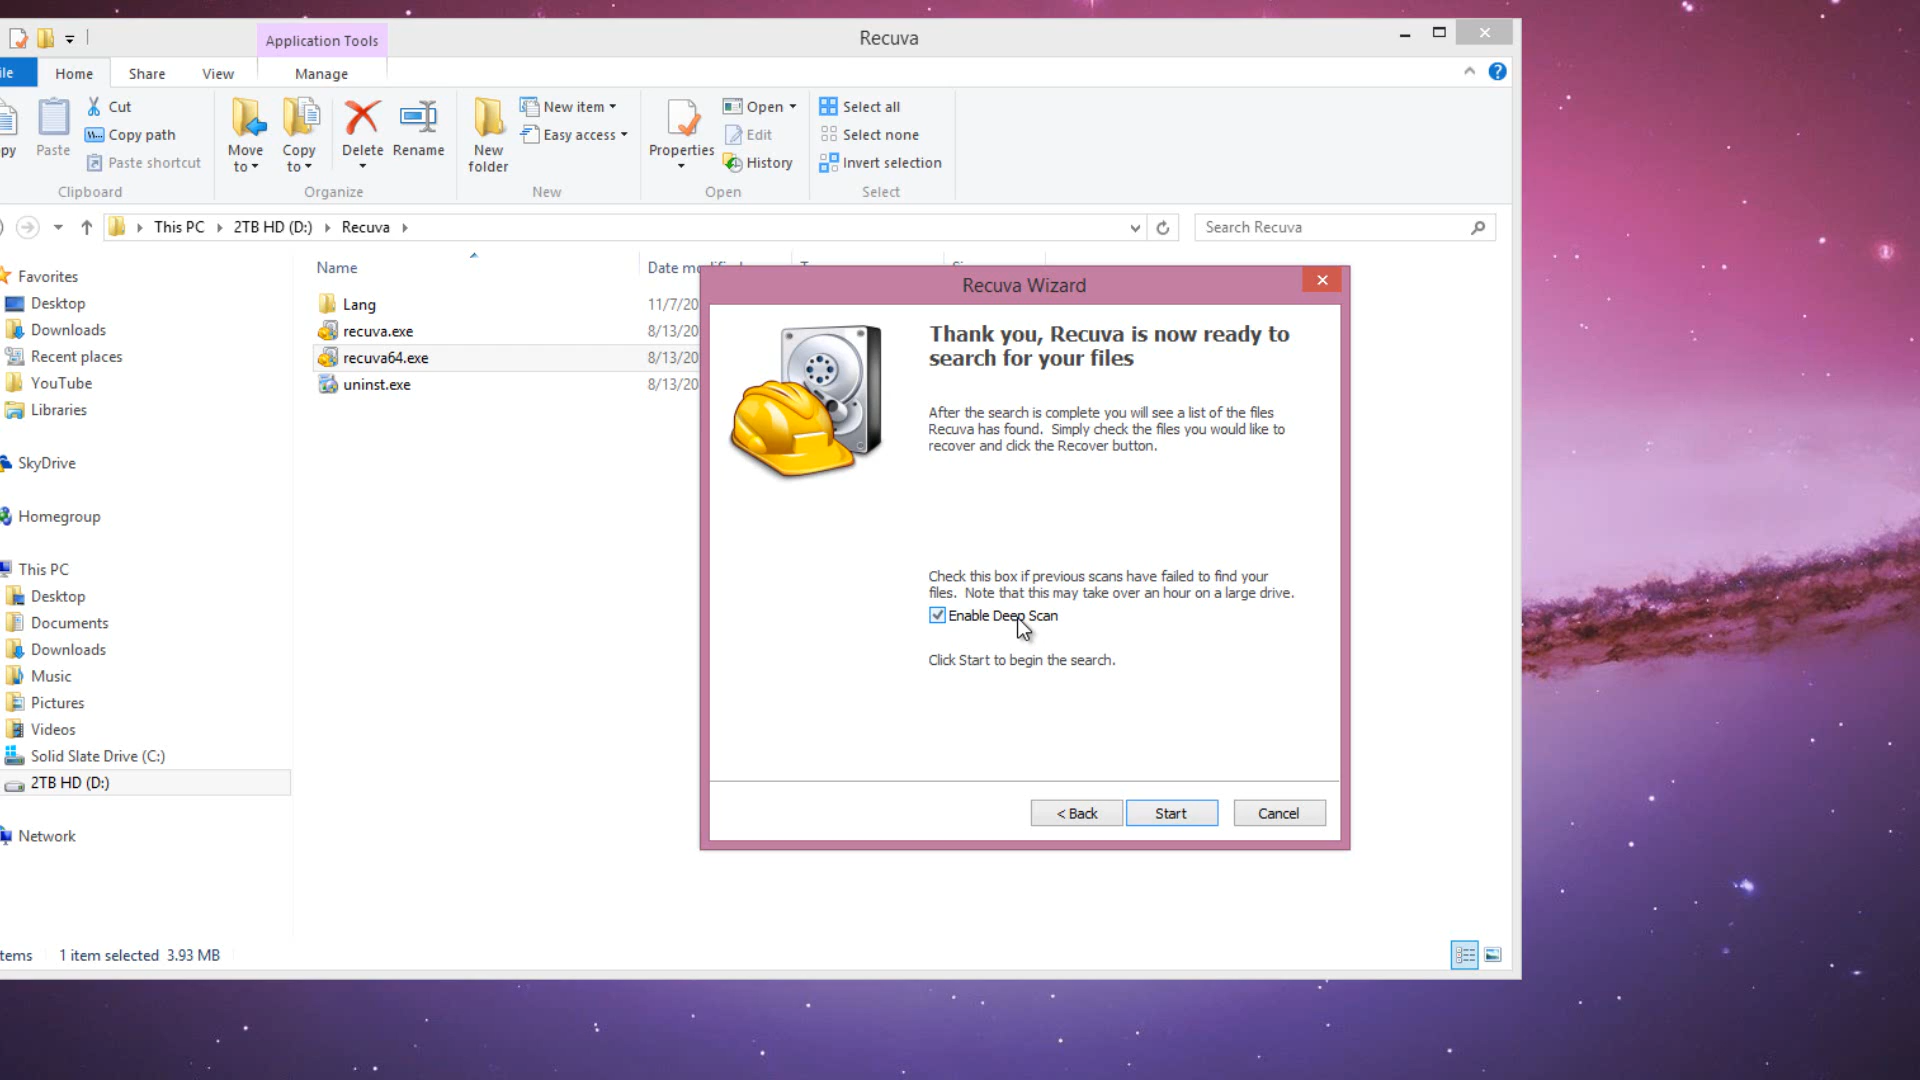 Application Tools
Recuva
ile
Home
Share
View
Manage
py
Paste
Cut
Copy path
Paste shortcut
Clipboard
Move to
Copy to
Delete
Rename
Organize
New folder
New item
Easy access
New
Properties
Open
Edit
History
Open
Select all
Select none
Invert selection
Select
This PC
2TB HD (D:)
Recuva
Search Recuva
Favorites
Desktop
Downloads
Recent places
YouTube
Libraries
SkyDrive
Homegroup
This PC
Desktop
Documents
Downloads
Music
Pictures
Videos
Solid Slate Drive (C:)
2TB HD (D:)
Network
Name
Date
Lang
11/7/20
recuva.exe
8/13/20
recuva64.exe
8/13/20
uninst.exe
8/13/20
Recuva Wizard
Thank you, Recuva is now ready to
search for your files
After the search is complete you will see a list of the files
Recuva has found. Simply check the files you would like to
recover and click the Recover button.
Check this box if previous scans have failed to find your
files. Note that this may take over an hour on a large drive.
Enable Deep Scan
Click Start to begin the search.
< Back
Start
Cancel
tems
1 item selected 3.93 MB